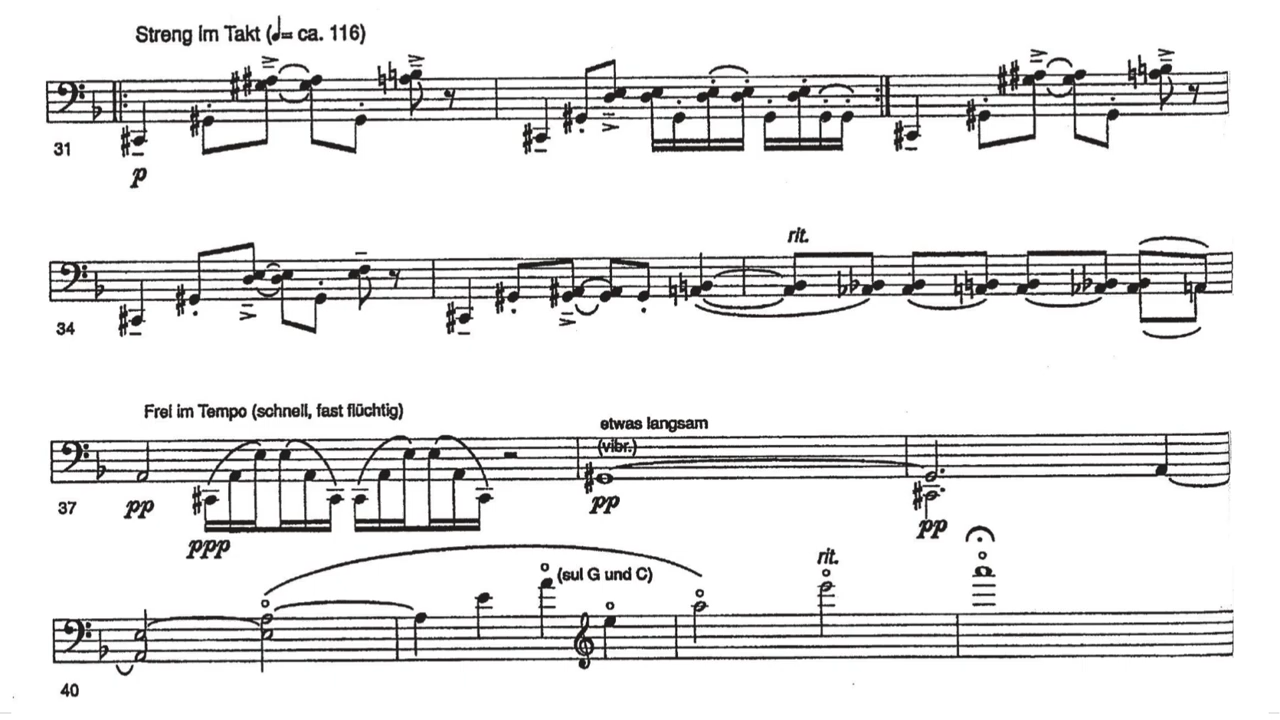 Streng im Takt (♩= ca. 116)
31
p
rit.
34
Frei im Tempo (schnell, fast flüchtig)
etwas langsam
(vibr.)
37
pp
ppp
pp
pp
(sul G und C)
rit.
40